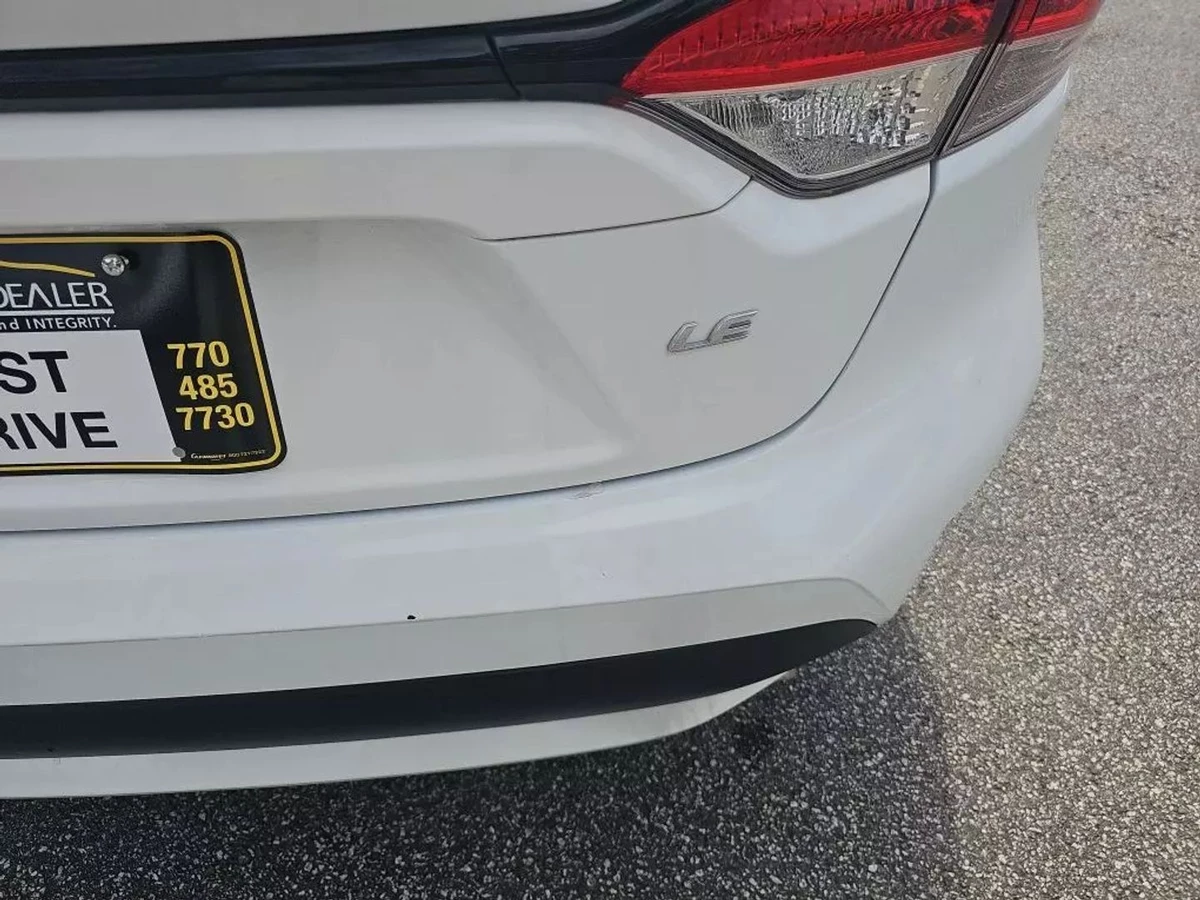 DEALER
nd INTEGRITY.
ST
RIVE
770
485
7730
LE